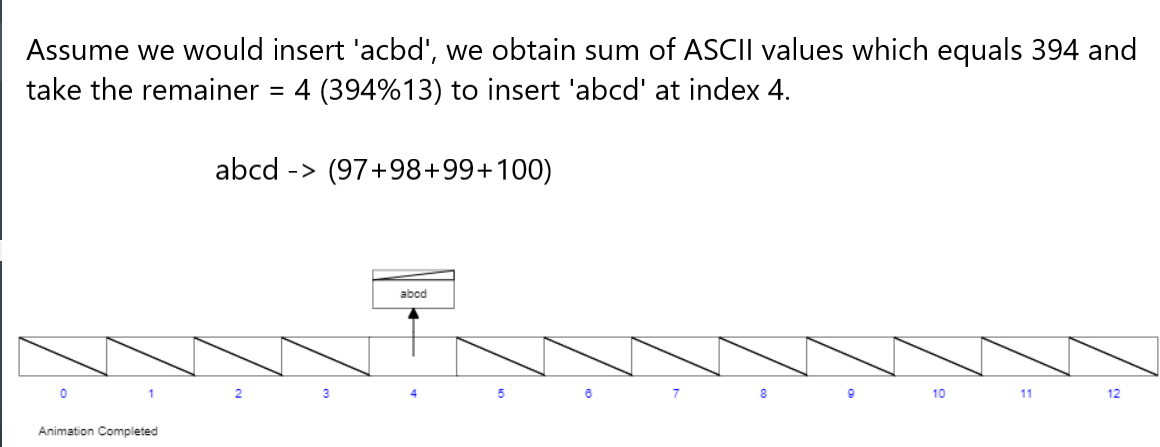 Assume we would insert 'acbd', we obtain sum of ASCII values which equals 394 and
take the remainer = 4 (394%13) to insert 'abcd' at index 4.
abcd -> (97+98+99+100)
abcd
0 1 2 3 4 5 6 7 8 9 10 11 12
Animation Completed